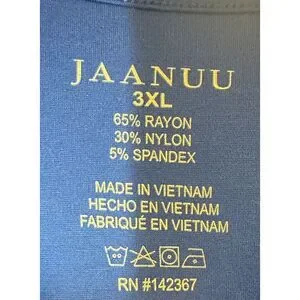 JAANUU
3XL
65% RAYON
30% NYLON
5% SPANDEX
MADE IN VIETNAM
HECHO EN VIETNAM
FABRIQUÉ EN VIETNAM
RN #142367